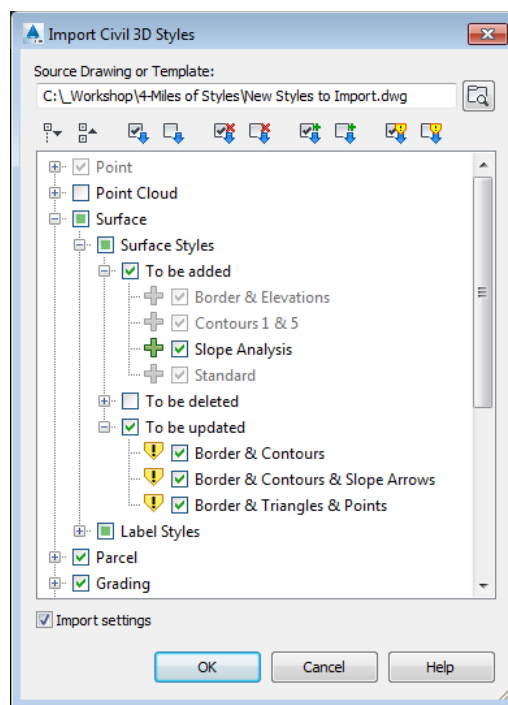 Import Civil 3D Styles
Source Drawing or Template:
C:\_Workshop\4-Miles of Styles\New Styles to Import.dwg
Point
Point Cloud
Surface
Surface Styles
To be added
Border & Elevations
Contours 1 & 5
Slope Analysis
Standard
To be deleted
To be updated
Border & Contours
Border & Contours & Slope Arrows
Border & Triangles & Points
Label Styles
Parcel
Grading
Import settings
OK Cancel Help